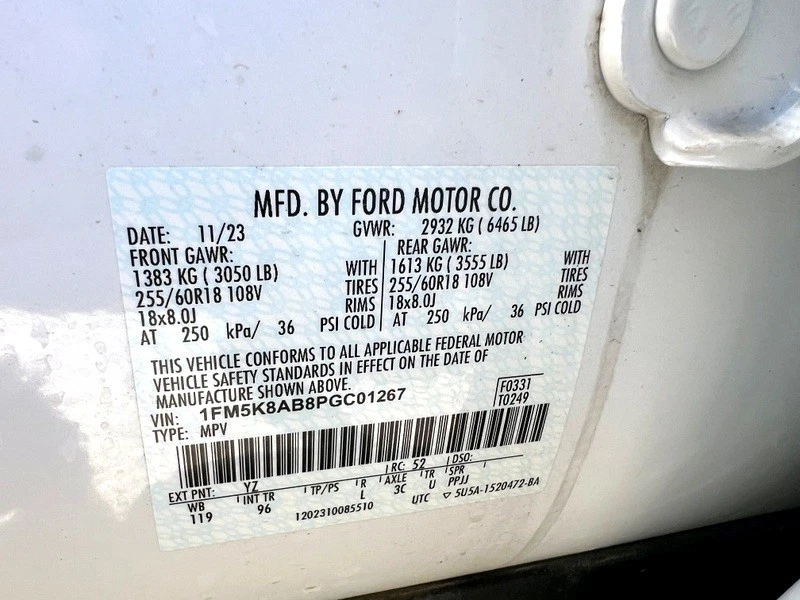 MFD. BY FORD MOTOR CO.
DATE: 11/23 GVWR: 2932 KG ( 6465 LB)
FRONT GAWR: REAR GAWR:
1383 KG ( 3050 LB) WITH 1613 KG ( 3555 LB) WITH
255/60R18 108V TIRES 255/60R18 108V TIRES
18x8.0J RIMS 18x8.0J RIMS
AT 250 kPa/ 36 PSI COLD AT 250 kPa/ 36 PSI COLD
THIS VEHICLE CONFORMS TO ALL APPLICABLE FEDERAL MOTOR
VEHICLE SAFETY STANDARDS IN EFFECT ON THE DATE OF
MANUFACTURE SHOWN ABOVE.
VIN: 1FM5K8AB8PGC01267 F0331
TYPE: MPV T0249
EXT PNT: YZ RC: 52 DSO:
WB INT TR TP/PS R AXLE TR SPR
119 96 L 3C U PPJJ
1202310085510 UTC ▽ 5U5A-1520472-BA